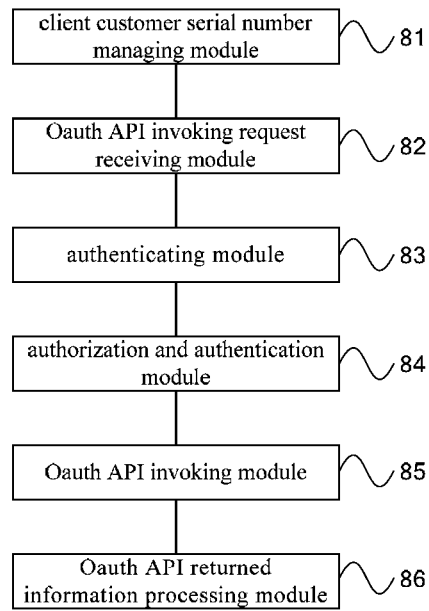 client customer serial number
managing module
81
Oauth API invoking request
receiving module
82
authenticating module
83
authorization and authentication
module
84
Oauth API invoking module
85
Oauth API returned
information processing module
86